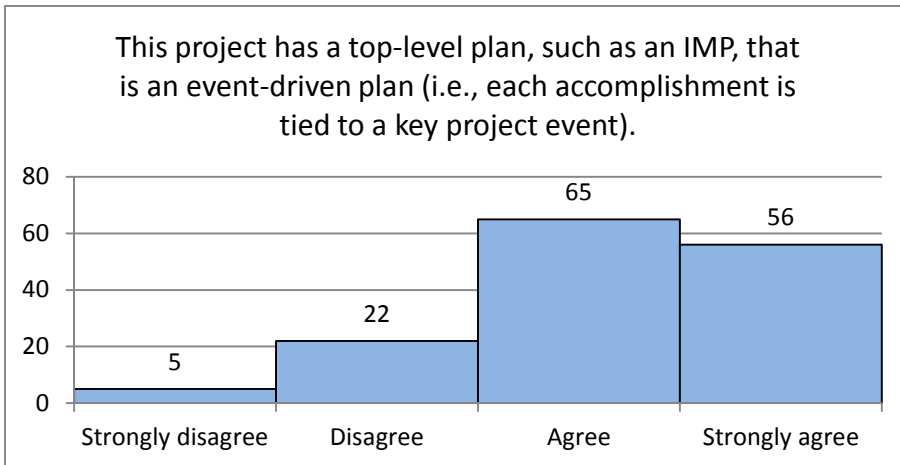 This project has a top-level plan, such as an IMP, that
is an event-driven plan (i.e., each accomplishment is
tied to a key project event).
80
60
40
20
0
5
22
65
56
Strongly disagree
Disagree
Agree
Strongly agree